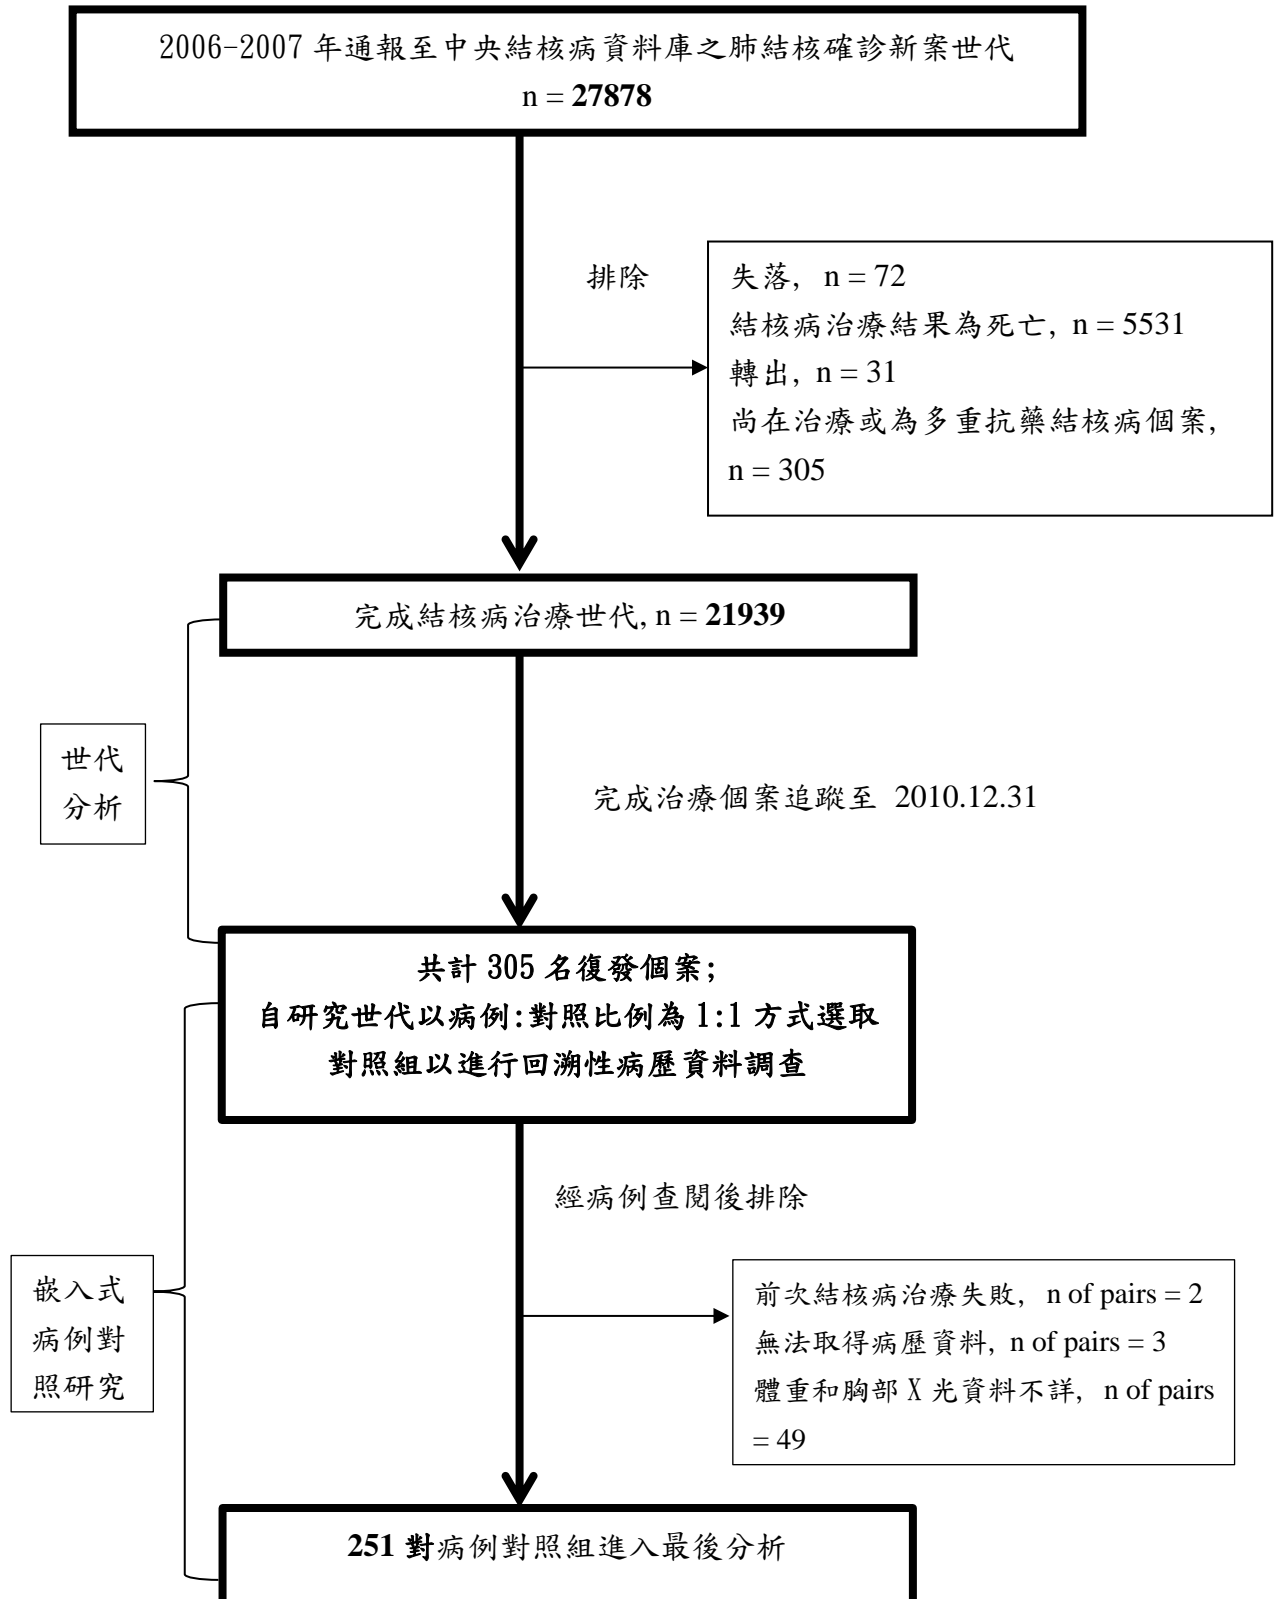 2006-2007 年通報至中央結核病資料庫之肺結核確診新案世代
n = 27878
排除
失落, n = 72
結核病治療結果為死亡, n = 5531
轉出, n = 31
尚在治療或為多重抗藥結核病個案,
n = 305
完成結核病治療世代, n = 21939
世代
分析
完成治療個案追蹤至 2010.12.31
共計 305 名復發個案;
自研究世代以病例:對照比例為 1:1 方式選取
對照組以進行回溯性病歷資料調查
經病例查閱後排除
嵌入式
病例對
照研究
前次結核病治療失敗, n of pairs = 2
無法取得病歷資料, n of pairs = 3
體重和胸部 X 光資料不詳, n of pairs
= 49
251 對病例對照組進入最後分析